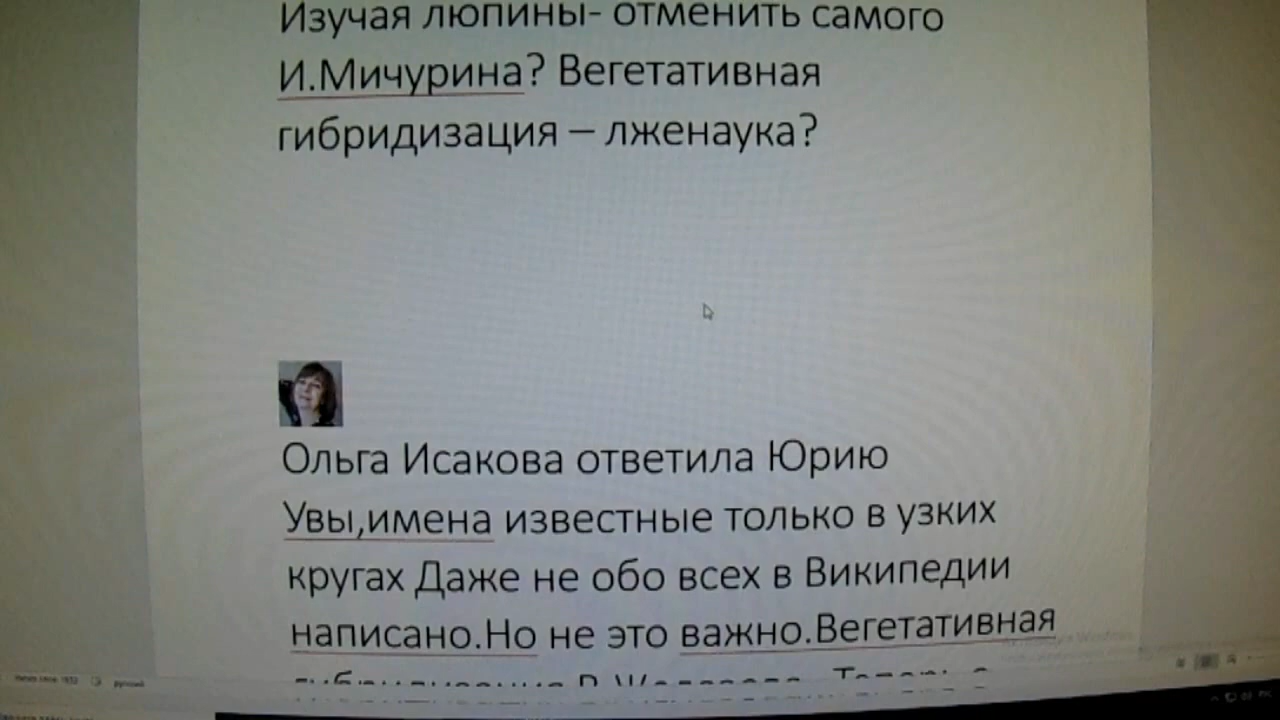 Изучая люпины- отменить самого
И.Мичурина? Вегетативная
гибридизация – лженаука?
Ольга Исакова ответила Юрию
Увы,имена известные только в узких
кругах Даже не обо всех в Википедии
написано.Но не это важно.Вегетативная
русский